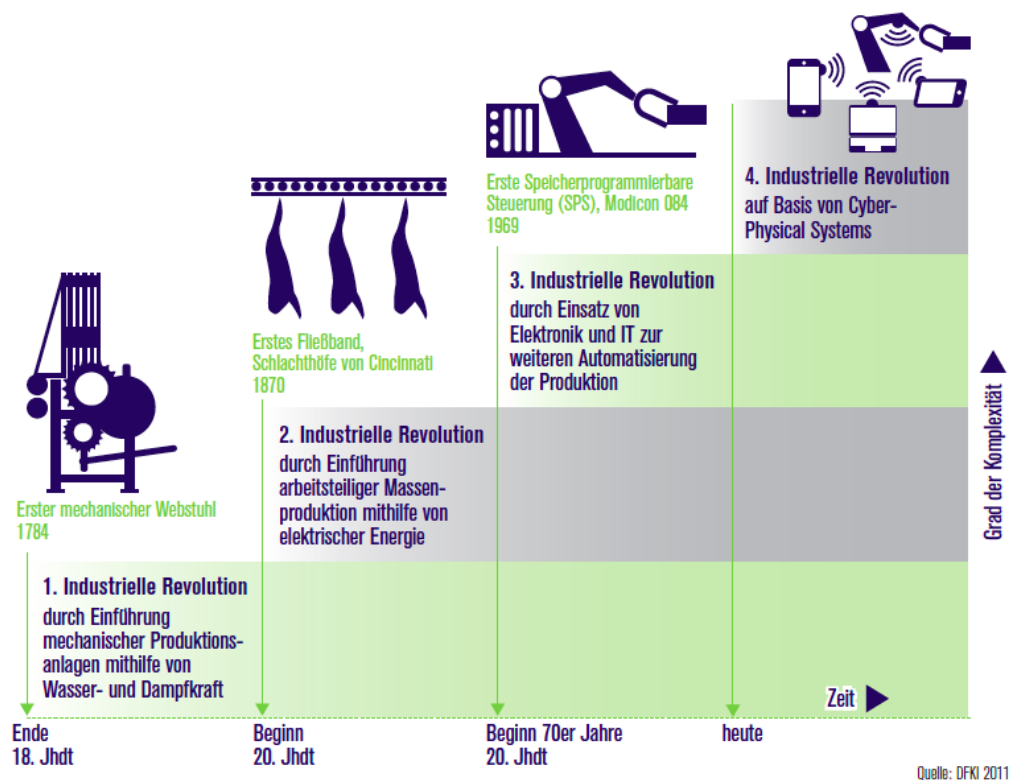 4. Industrielle Revolution
auf Basis von Cyber-
Physical Systems
Erste Speicherprogrammierbare
Steuerung (SPS), Modicon 084
1969
3. Industrielle Revolution
durch Einsatz von
Elektronik und IT zur
weiteren Automatisierung
der Produktion
Erstes Fließband,
Schlachthöfe von Cincinnati
1870
2. Industrielle Revolution
durch Einführung
arbeitsteiliger Massen-
produktion mithilfe von
elektrischer Energie
Erster mechanischer Webstuhl
1784
1. Industrielle Revolution
durch Einführung
mechanischer Produktions-
anlagen mithilfe von
Wasser- und Dampfkraft
Grad der Komplexität
Zeit
Ende
18. Jhdt
Beginn
20. Jhdt
Beginn 70er Jahre
20. Jhdt
heute
Quelle: DFKI 2011